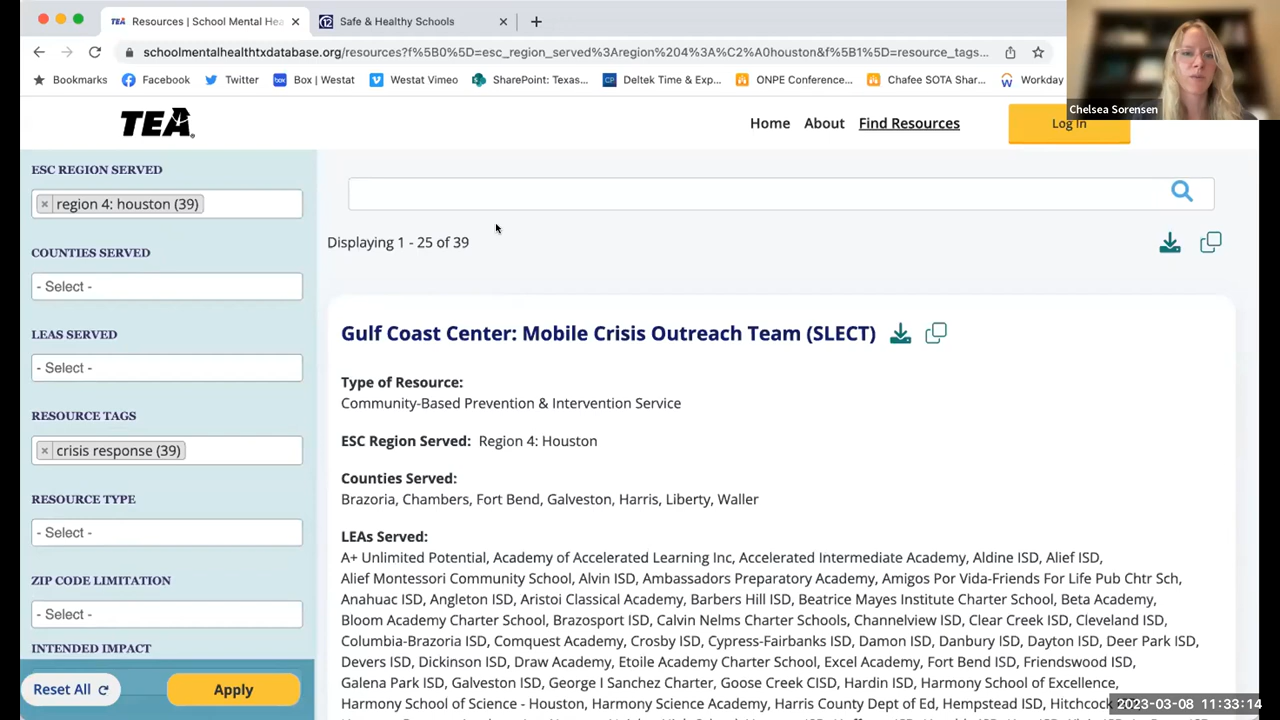 TEA Resources | School Mental Hea
Safe & Healthy Schools
schoolmentalhealthtxdatabase.org/resources?f%5B0%5D=esc_region_served%3Aregion%204%3A%C2%A0houston&f%5B1%5D=resource_tags...
Bookmarks Facebook Twitter Box | Westat Westat Vimeo SharePoint: Texas... Deltek Time & Exp... ONPE Conference... Chafee SOTA Shar... Workday
Chelsea Sorensen
TEA
Home About Find Resources Log In
ESC REGION SERVED
× region 4: houston (39)
COUNTIES SERVED
- Select -
LEAS SERVED
- Select -
RESOURCE TAGS
× crisis response (39)
RESOURCE TYPE
- Select -
ZIP CODE LIMITATION
- Select -
INTENDED IMPACT
Reset All Apply
Displaying 1 - 25 of 39
Gulf Coast Center: Mobile Crisis Outreach Team (SLECT)
Type of Resource:
Community-Based Prevention & Intervention Service
ESC Region Served: Region 4: Houston
Counties Served:
Brazoria, Chambers, Fort Bend, Galveston, Harris, Liberty, Waller
LEAs Served:
A+ Unlimited Potential, Academy of Accelerated Learning Inc, Accelerated Intermediate Academy, Aldine ISD, Alief ISD,
Alief Montessori Community School, Alvin ISD, Ambassadors Preparatory Academy, Amigos Por Vida-Friends For Life Pub Chtr Sch,
Anahuac ISD, Angleton ISD, Aristoi Classical Academy, Barbers Hill ISD, Beatrice Mayes Institute Charter School, Beta Academy,
Bloom Academy Charter School, Brazosport ISD, Calvin Nelms Charter Schools, Channelview ISD, Clear Creek ISD, Cleveland ISD,
Columbia-Brazoria ISD, Comquest Academy, Crosby ISD, Cypress-Fairbanks ISD, Damon ISD, Danbury ISD, Dayton ISD, Deer Park ISD,
Devers ISD, Dickinson ISD, Draw Academy, Etoile Academy Charter School, Excel Academy, Fort Bend ISD, Friendswood ISD,
Galena Park ISD, Galveston ISD, George I Sanchez Charter, Goose Creek CISD, Hardin ISD, Harmony School of Excellence,
Harmony School of Science - Houston, Harmony Science Academy, Harris County Dept of Ed, Hempstead ISD, Hitchcock
2023-03-08 11:33:14